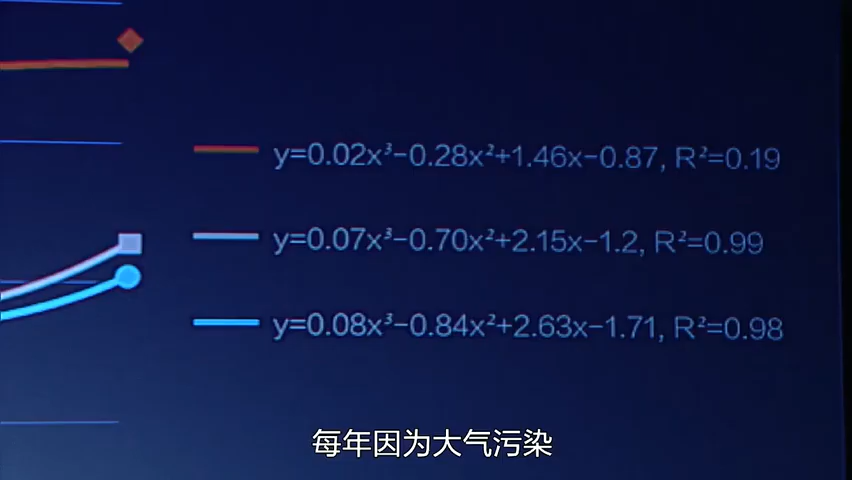 y=0.02x³−0.28x²+1.46x−0.87, R²=0.19
y=0.07x³−0.70x²+2.15x−1.2, R²=0.99
y=0.08x³−0.84x²+2.63x−1.71, R²=0.98
每年因为大气污染